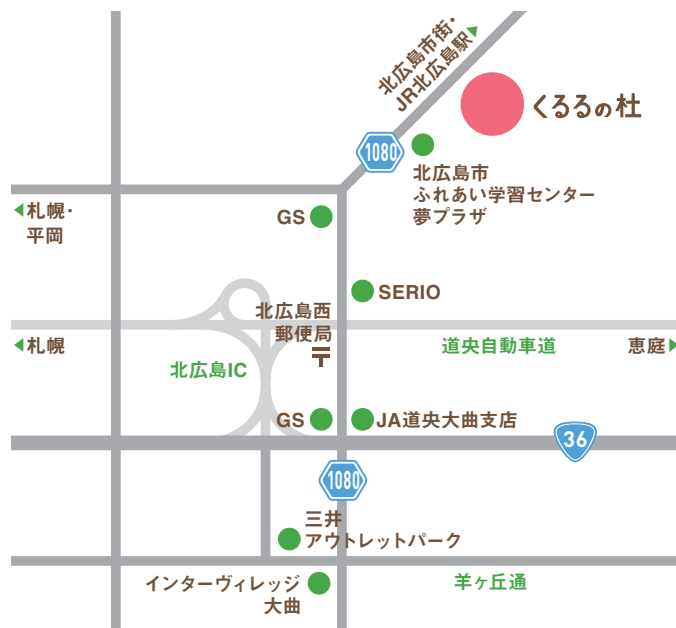 北広島市街・
JR北広島駅
くるるの杜
1080
北広島市
ふれあい学習センター
夢プラザ
札幌・
平岡
GS
SERIO
北広島西
郵便局
〒
札幌
道央自動車道
恵庭
北広島IC
GS
JA道央大曲支店
36
1080
三井
アウトレットパーク
インターヴィレッジ
大曲
羊ヶ丘通